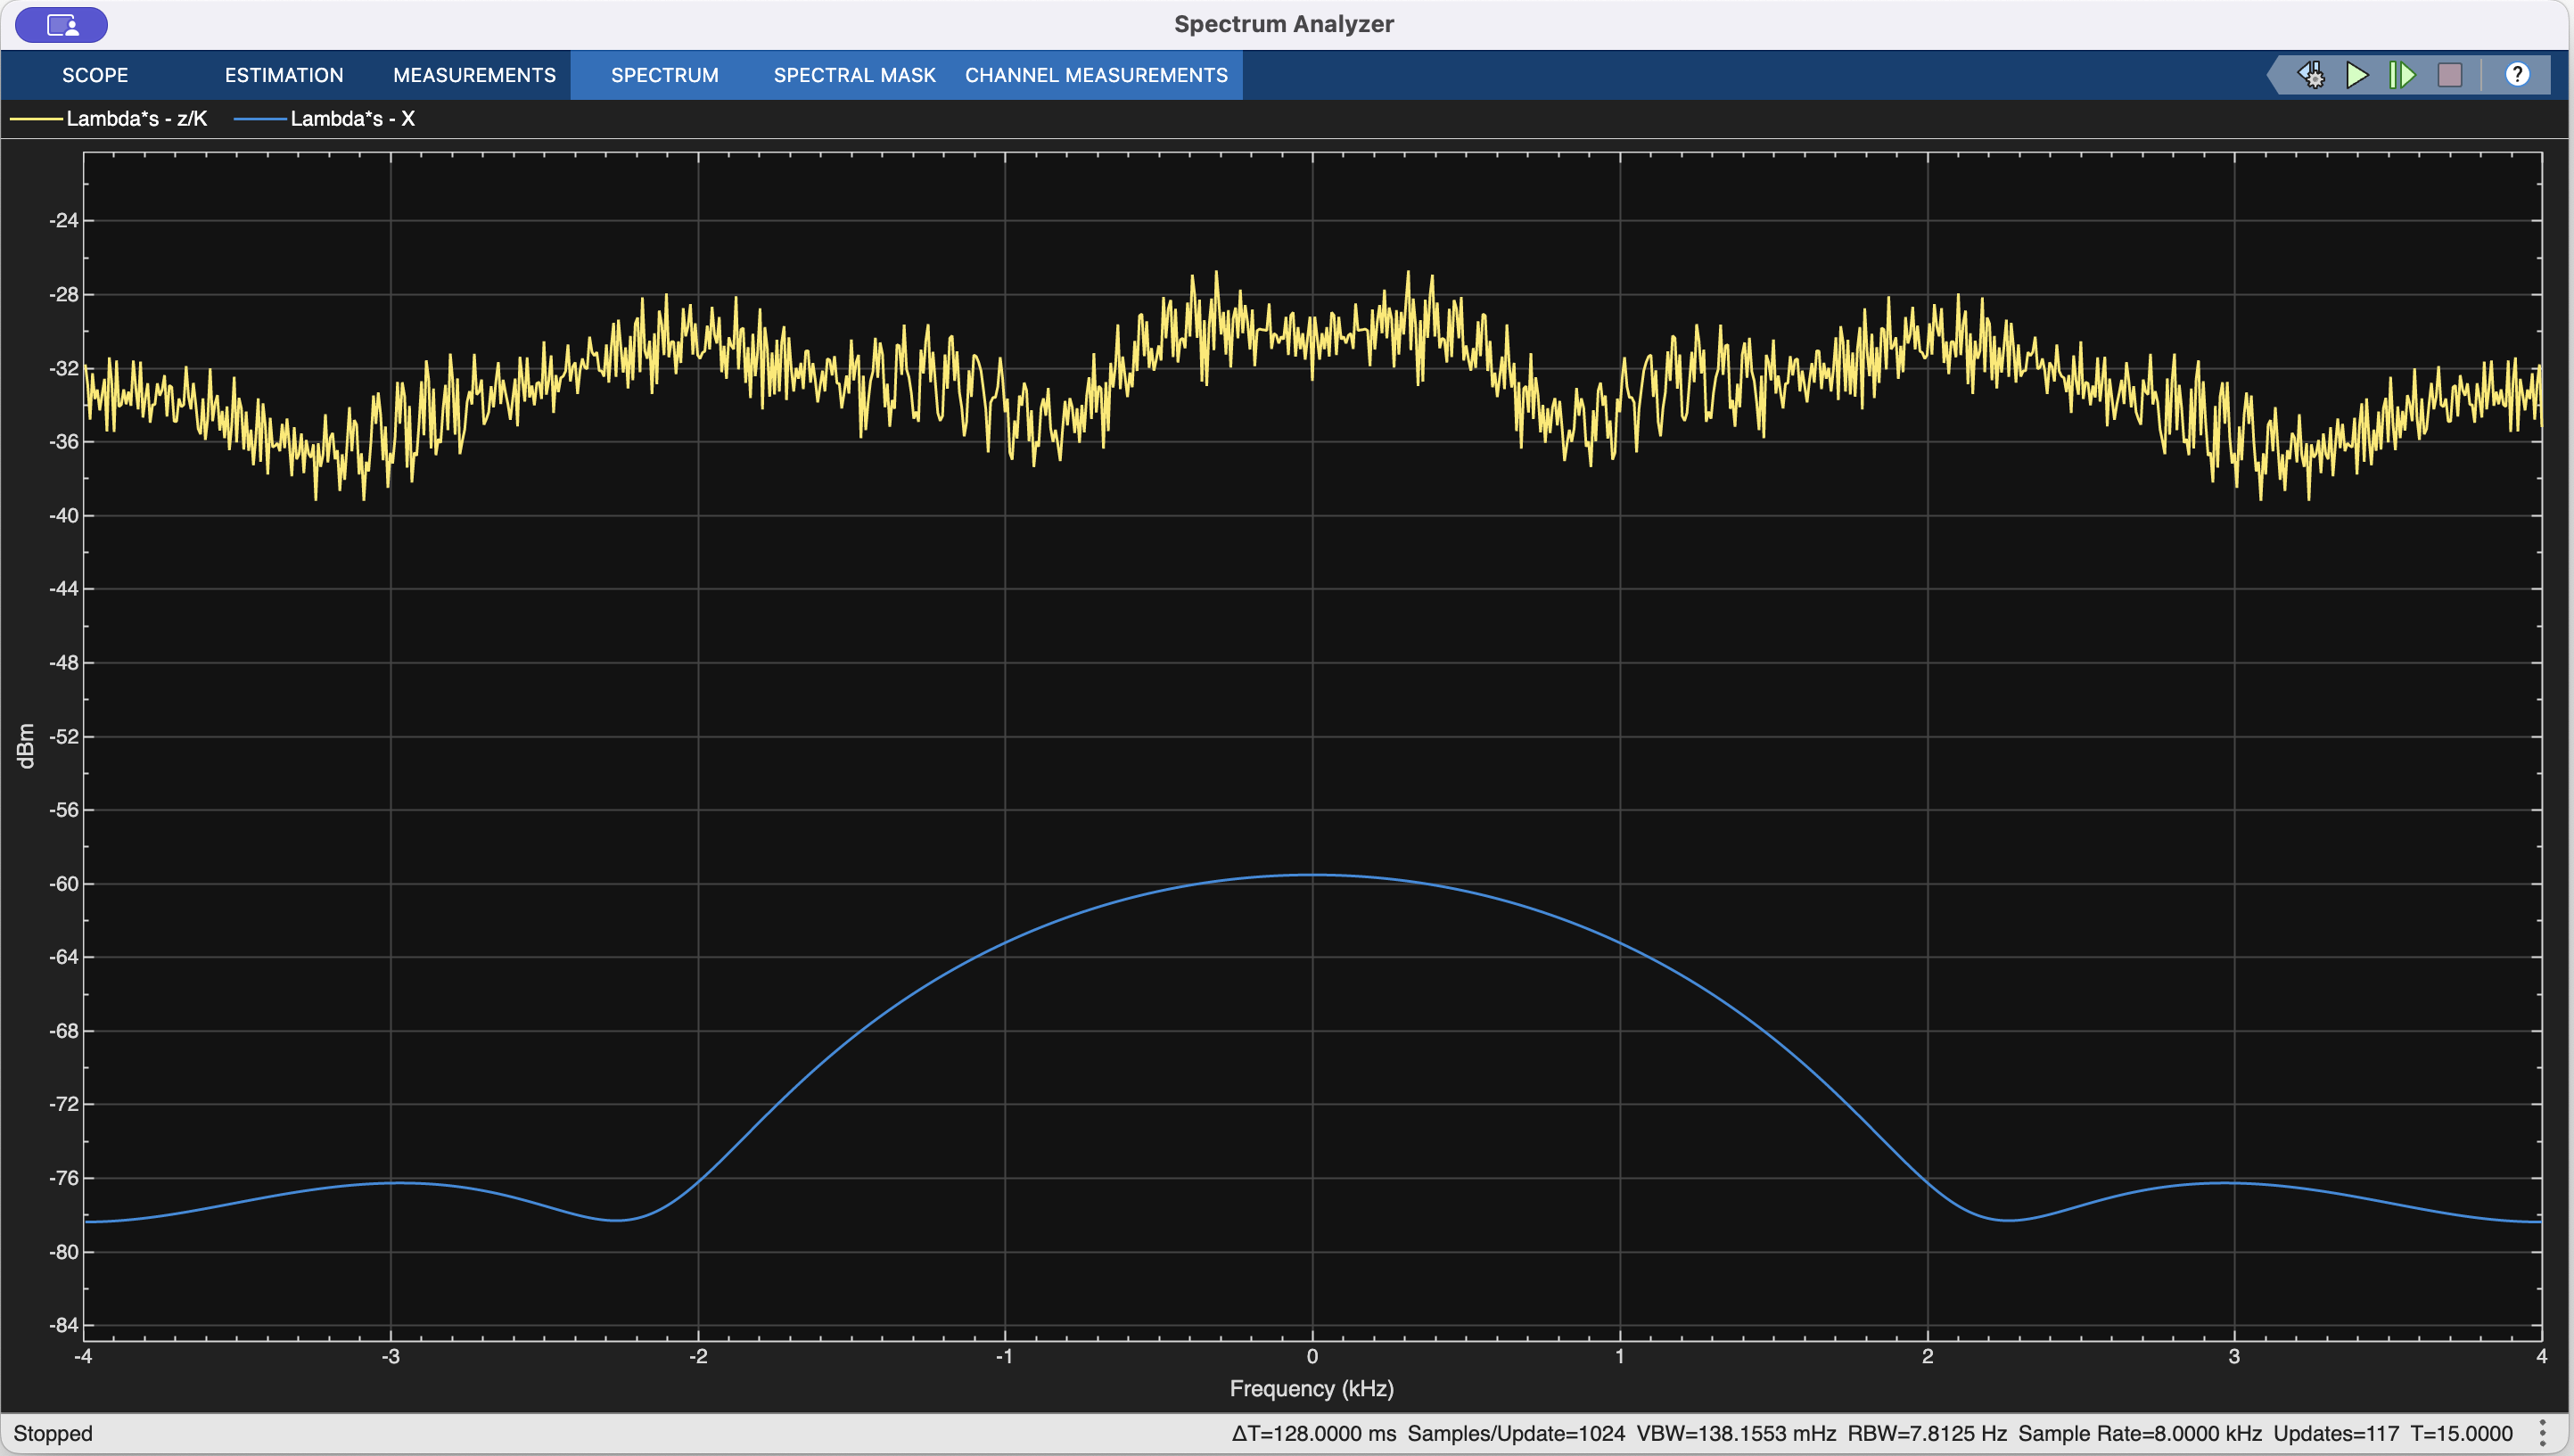 Spectrum Analyzer
SCOPE ESTIMATION MEASUREMENTS SPECTRUM SPECTRAL MASK CHANNEL MEASUREMENTS ?
Lambda*s - z/K Lambda*s - X
-24
-28
-32
-36
-40
-44
-48
-52
-56
-60
-64
-68
-72
-76
-80
-84
dBm
-4 -3 -2 -1 0 1 2 3 4
Frequency (kHz)
Stopped ΔT=128.0000 ms Samples/Update=1024 VBW=138.1553 mHz RBW=7.8125 Hz Sample Rate=8.0000 kHz Updates=117 T=15.0000